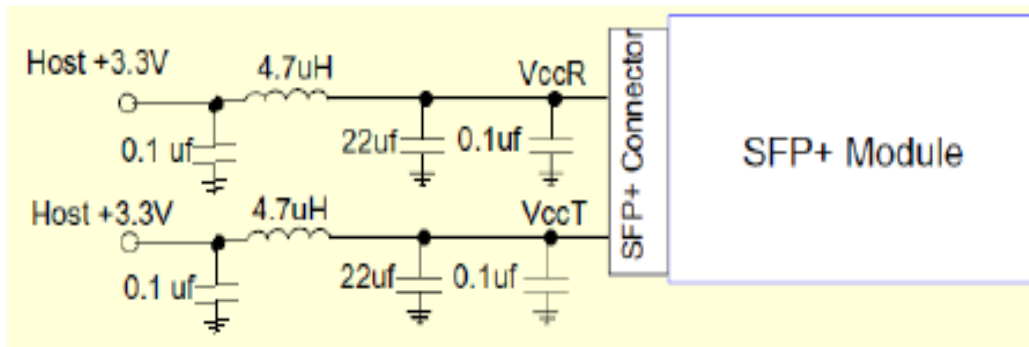 Host +3.3V
4.7uH
VccR
0.1 uf
22uf
0.1uf
Host +3.3V
4.7uH
VccT
0.1 uf
22uf
0.1uf
SFP+ Connector
SFP+ Module